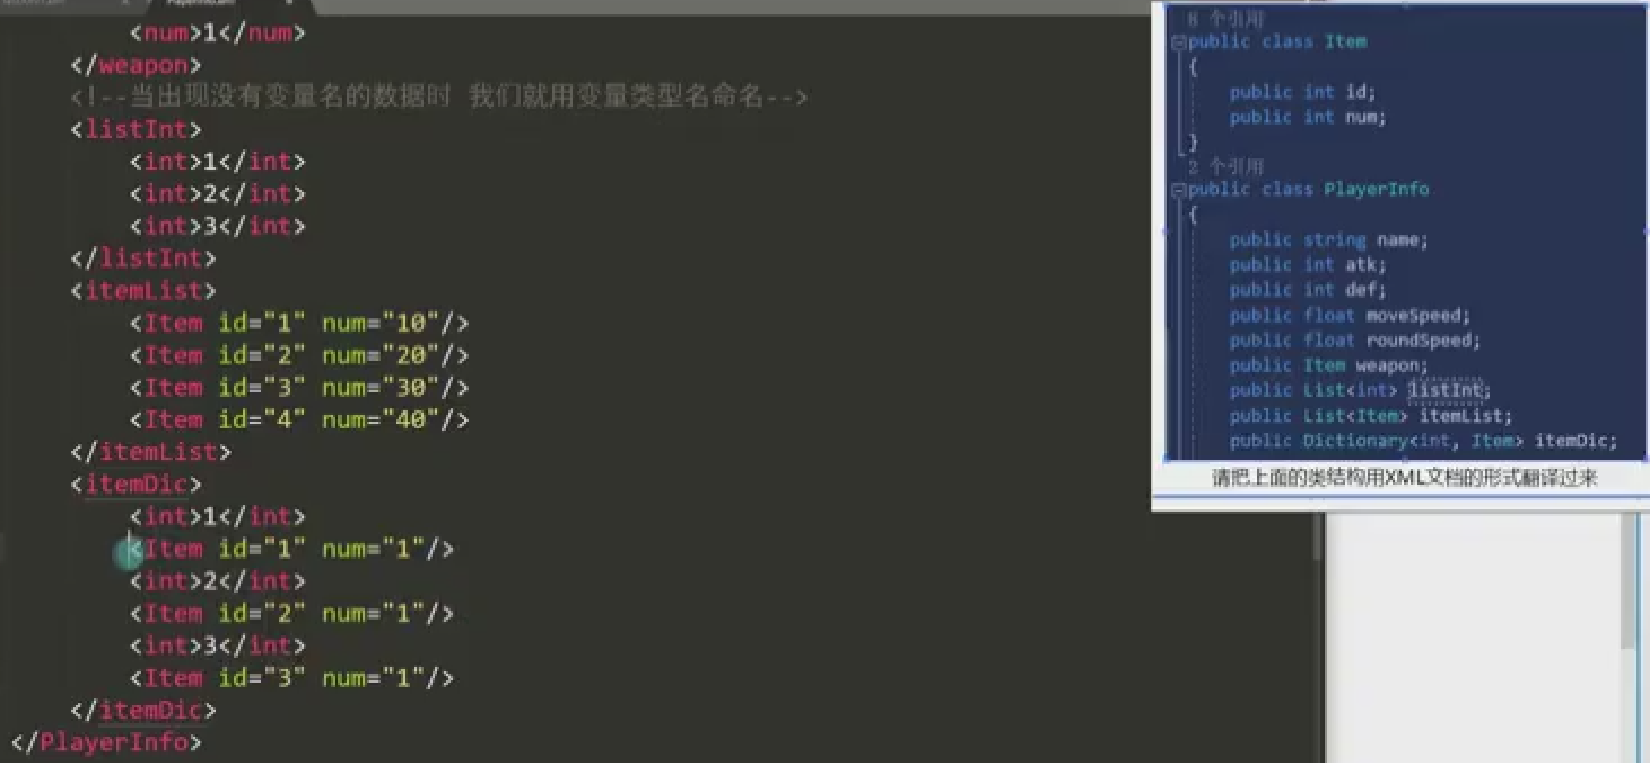 <num>1</num>
</weapon>
<!--当出现没有变量名的数据时 我们就用变量类型名命名-->
<listInt>
<int>1</int>
<int>2</int>
<int>3</int>
</listInt>
<itemList>
<Item id="1" num="10"/>
<Item id="2" num="20"/>
<Item id="3" num="30"/>
<Item id="4" num="40"/>
</itemList>
<itemDic>
<int>1</int>
<Item id="1" num="1"/>
<int>2</int>
<Item id="2" num="1"/>
<int>3</int>
<Item id="3" num="1"/>
</itemDic>
</PlayerInfo>
8 个引用
public class Item
{
public int id;
public int num;
}
2 个引用
public class PlayerInfo
{
public string name;
public int atk;
public int def;
public float moveSpeed;
public float roundSpeed;
public Item weapon;
public List<int> listInt;
public List<Item> itemList;
public Dictionary<int, Item> itemDic;
请把上面的类结构用XML文档的形式翻译过来